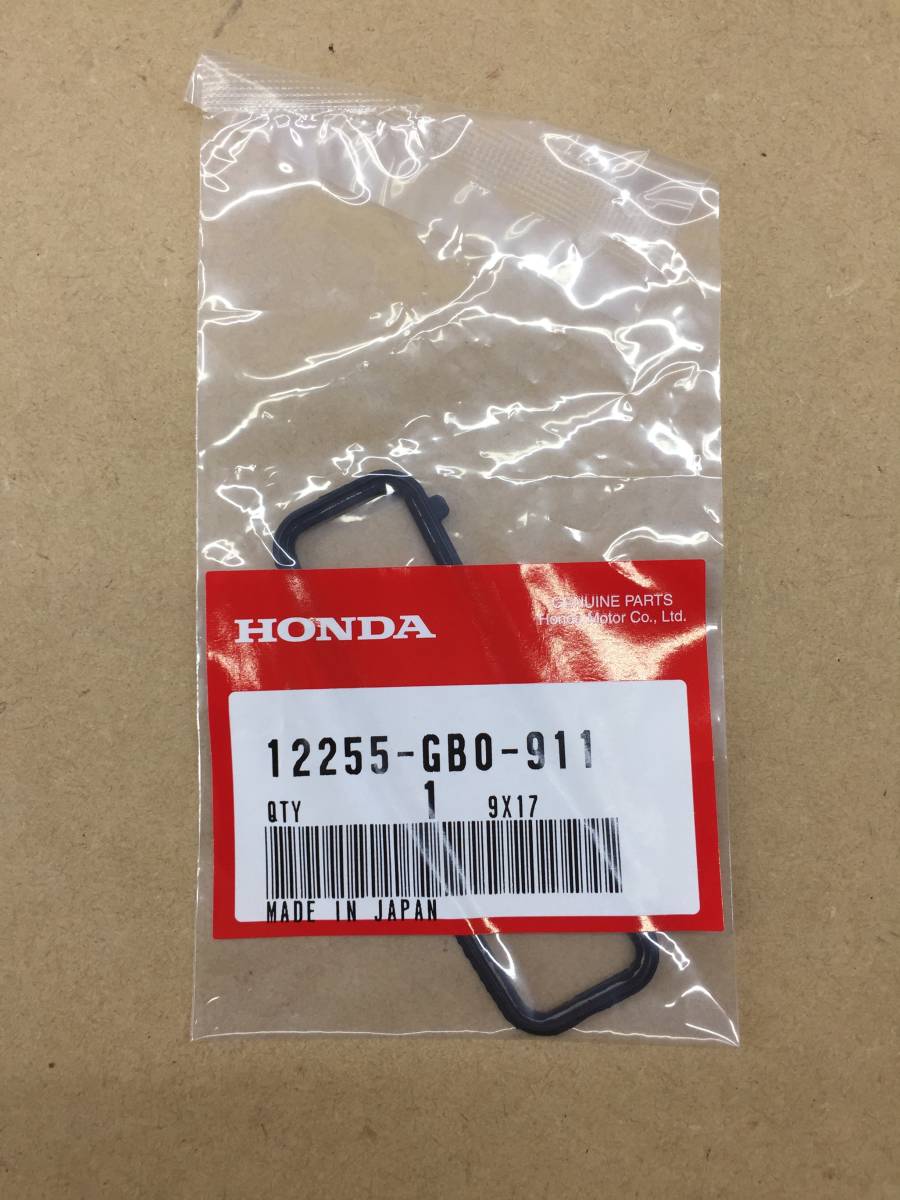 HONDA
GENUINE PARTS
Honda Motor Co., Ltd.
12255-GB0-911
QTY 1 9X17
MADE IN JAPAN